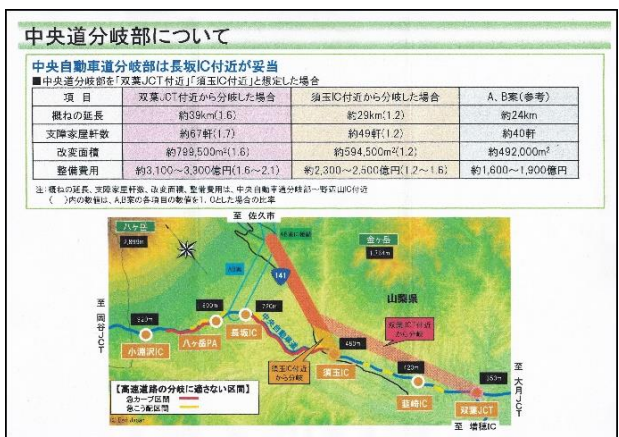 中央道分岐部について
中央自動車道分岐部は長坂IC付近が妥当
■中央道分岐部を「双葉JCT付近」「須玉IC付近」と想定した場合
項 目 双葉JCT付近から分岐した場合 須玉IC付近から分岐した場合 A、B案(参考)
概ねの延長 約39km(1.6) 約29km(1.2) 約24km
支障家屋軒数 約67軒(1.7) 約49軒(1.2) 約40軒
改変面積 約799,500m²(1.6) 約594,500m²(1.2) 約492,000m²
整備費用 約3,100～3,300億円(1.6～2.1) 約2,300～2,500億円(1.2～1.6) 約1,600～1,900億円
注:概ねの延長、支障家屋軒数、改変面積、整備費用は、中央自動車道分岐部～野辺山IC付近
( )内の数値は、A,B案の各項目の数値を1.0とした場合の比率
至 佐久市
八ヶ岳
2,899m
金ヶ岳
1,764m
141
山梨県
至 岡谷JCT
小淵沢IC
八ヶ岳PA
長坂IC
中央自動車道
双葉JCT付近
から分岐
須玉IC付近
から分岐
須玉IC
韮崎IC
双葉JCT
至 大月JCT
至 増穂IC
【高速道路の分岐に適さない区間】
急カーブ区間
急こう配区間